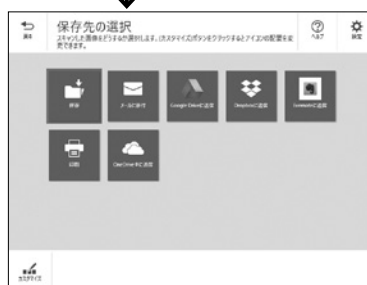 戻る
保存先の選択
スキャンした画像をどうするか選択します。[カスタマイズ]ボタンをクリックするとアイコンの配置を変
更できます。
ヘルプ
設定
保存
メールに添付
Google Driveに送信
Dropboxに送信
Evernoteに送信
印刷
OneDriveに送信
カスタマイズ